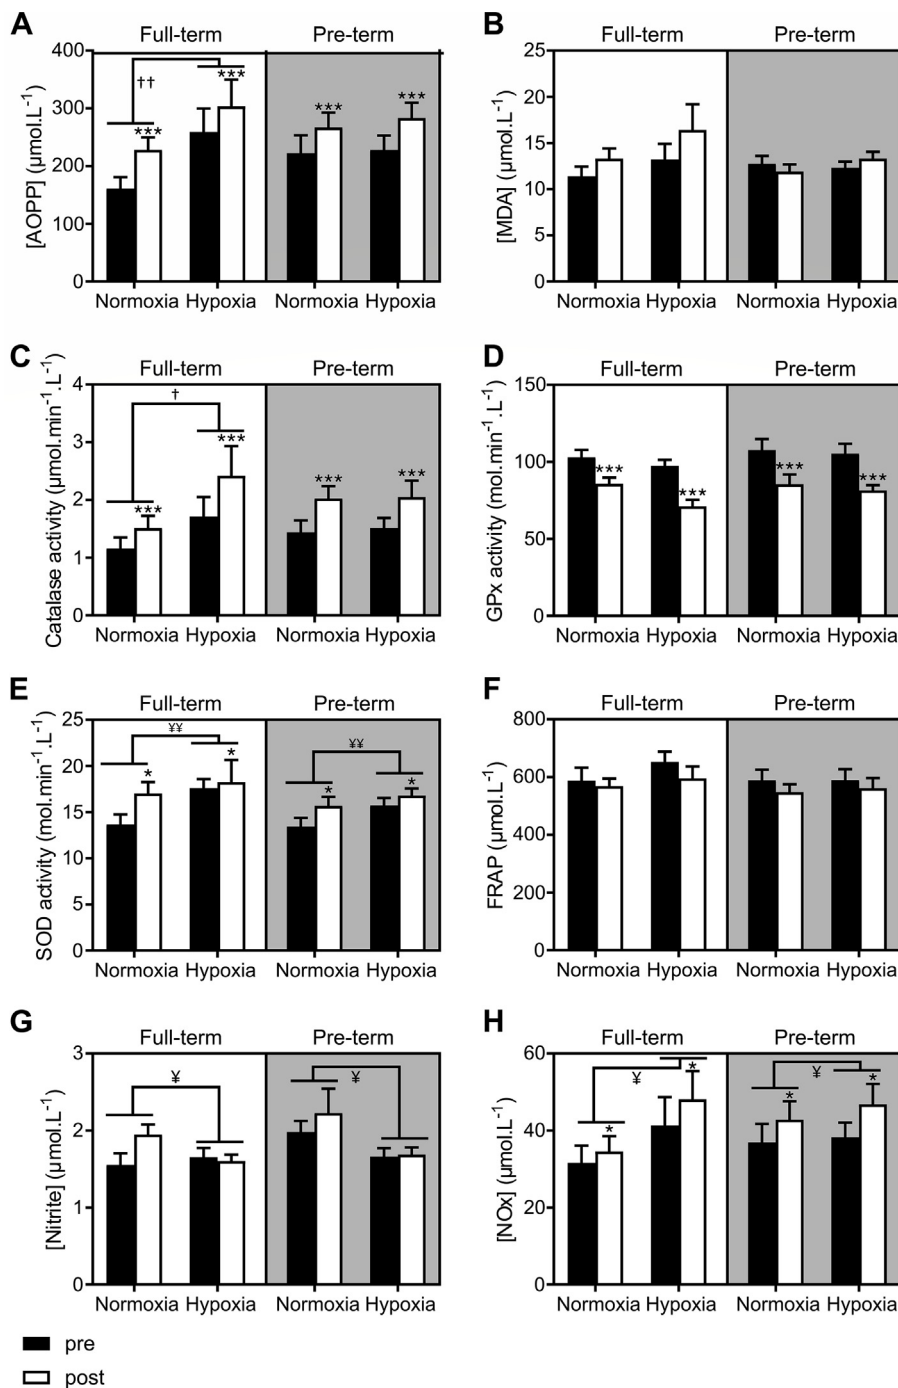 A
Full-term Pre-term
[AOPP] (µmol.L⁻¹)
400
300
200
100
0
†† *** *** *** ***
Normoxia Hypoxia Normoxia Hypoxia
B
Full-term Pre-term
[MDA] (µmol.L⁻¹)
25
20
15
10
5
0
Normoxia Hypoxia Normoxia Hypoxia
C
Full-term Pre-term
Catalase activity (µmol.min⁻¹.L⁻¹)
4
3
2
1
0
† *** *** *** ***
Normoxia Hypoxia Normoxia Hypoxia
D
Full-term Pre-term
GPx activity (mol.min⁻¹.L⁻¹)
150
100
50
0
*** *** *** ***
Normoxia Hypoxia Normoxia Hypoxia
E
Full-term Pre-term
SOD activity (mol.min⁻¹.L⁻¹)
25
20
15
10
5
0
¥¥ * * ¥¥ * *
Normoxia Hypoxia Normoxia Hypoxia
F
Full-term Pre-term
FRAP (µmol.L⁻¹)
800
600
400
200
0
Normoxia Hypoxia Normoxia Hypoxia
G
Full-term Pre-term
[Nitrite] (µmol.L⁻¹)
3
2
1
0
¥ ¥
Normoxia Hypoxia Normoxia Hypoxia
H
Full-term Pre-term
[NOx] (µmol.L⁻¹)
60
40
20
0
* ¥ * * ¥ *
Normoxia Hypoxia Normoxia Hypoxia
pre
post